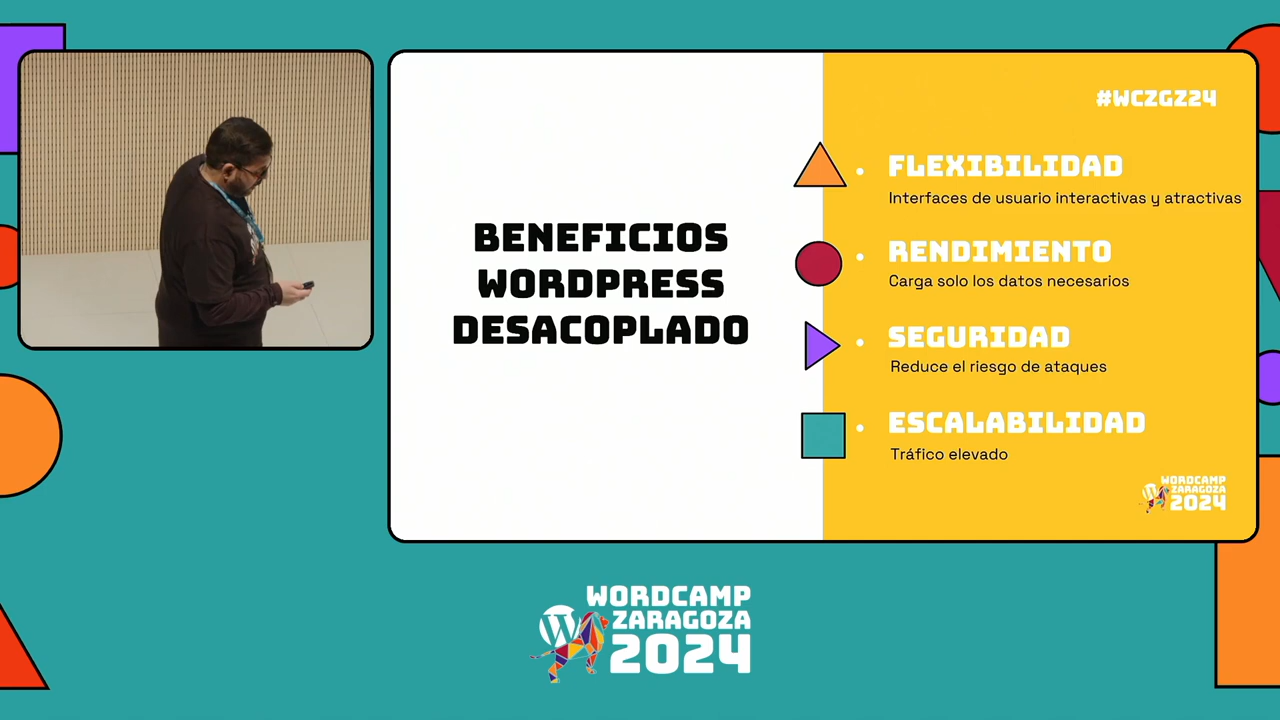 #WCZGZ24
BENEFICIOS
WORDPRESS
DESACOPLADO
FLEXIBILIDAD
Interfaces de usuario interactivas y atractivas
RENDIMIENTO
Carga solo los datos necesarios
SEGURIDAD
Reduce el riesgo de ataques
ESCALABILIDAD
Tráfico elevado
WORDCAMP
ZARAGOZA
2024
W
WORDCAMP
ZARAGOZA
2024